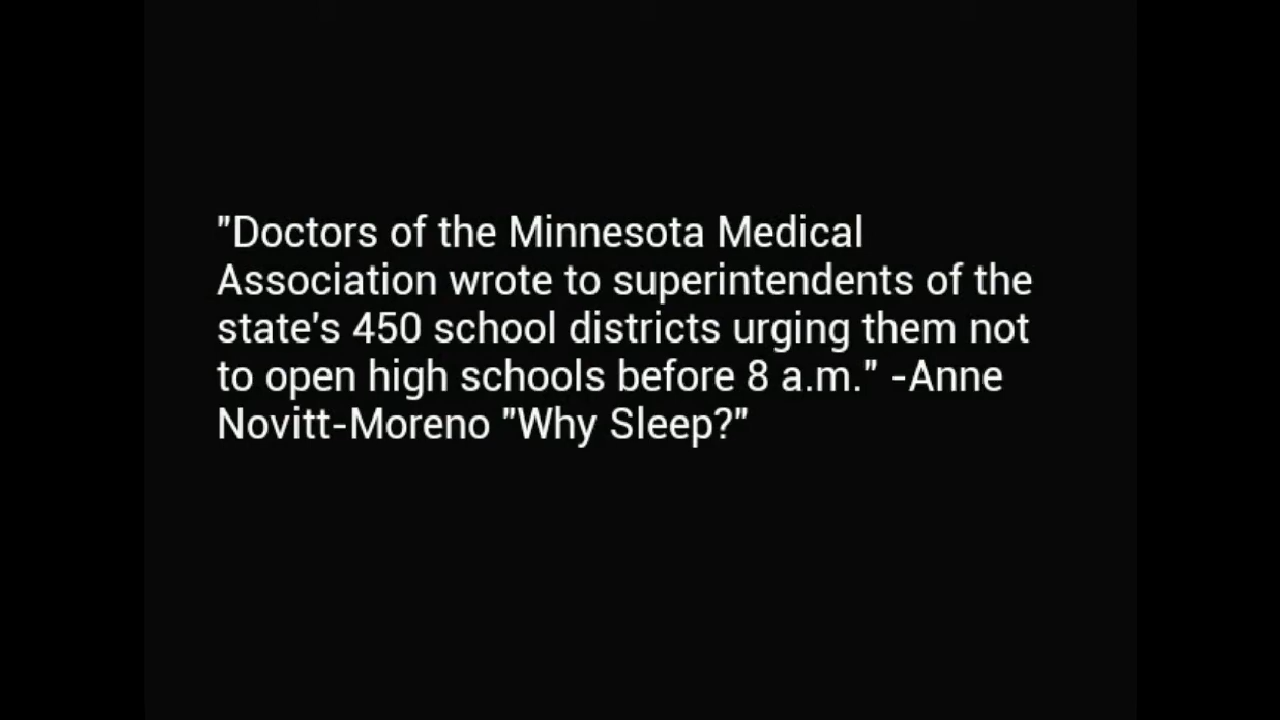 "Doctors of the Minnesota Medical
Association wrote to superintendents of the
state's 450 school districts urging them not
to open high schools before 8 a.m." -Anne
Novitt-Moreno "Why Sleep?"